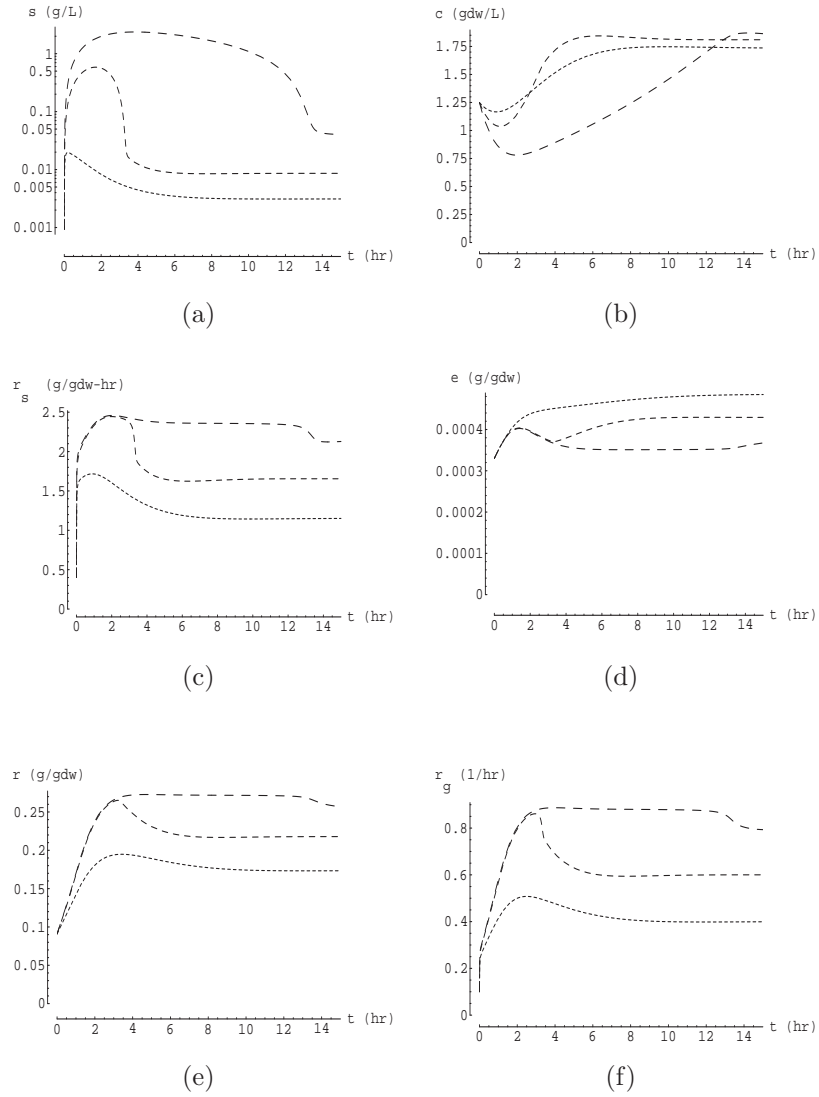 s (g/L)
1
0.5
0.1
0.05
0.01
0.005
0.001
0 2 4 6 8 10 12 14 t (hr)
(a)
c (gdw/L)
1.75
1.25
1
0.75
0.5
0.25
0
0 2 4 6 8 10 12 14 t (hr)
(b)
r_s (g/gdw-hr)
2.5
2
1.5
1
0.5
0
0 2 4 6 8 10 12 14 t (hr)
(c)
e (g/gdw)
0.0004
0.0003
0.0002
0.0001
0
0 2 4 6 8 10 12 14 t (hr)
(d)
r (g/gdw)
0.25
0.2
0.15
0.1
0.05
0
0 2 4 6 8 10 12 14 t (hr)
(e)
r_g (1/hr)
0.8
0.6
0.4
0.2
0
0 2 4 6 8 10 12 14 t (hr)
(f)